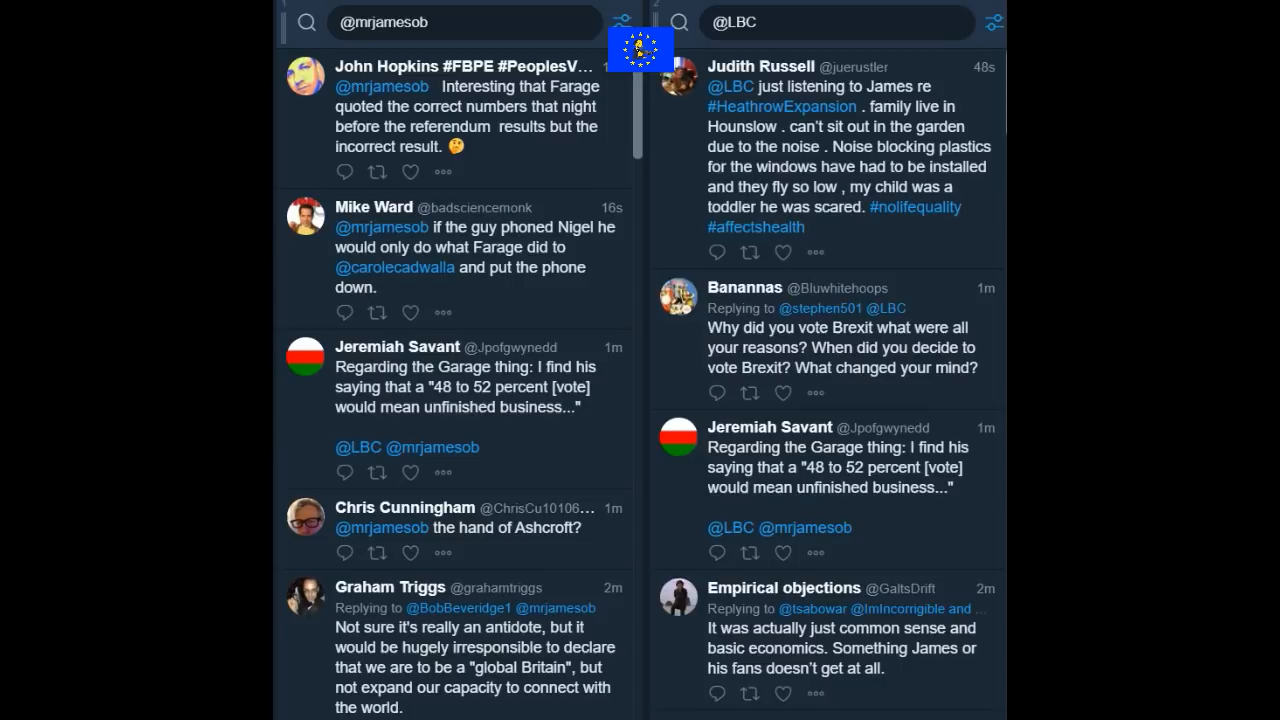 @mrjamesob
John Hopkins #FBPE #PeoplesV...
@mrjamesob Interesting that Farage
quoted the correct numbers that night
before the referendum results but the
incorrect result. 🤔
Mike Ward @badsciencemonk 16s
@mrjamesob if the guy phoned Nigel he
would only do what Farage did to
@carolecadwalla and put the phone
down.
Jeremiah Savant @Jpofgwynedd 1m
Regarding the Garage thing: I find his
saying that a "48 to 52 percent [vote]
would mean unfinished business..."
@LBC @mrjamesob
Chris Cunningham @ChrisCu10106... 1m
@mrjamesob the hand of Ashcroft?
Graham Triggs @grahamtriggs 2m
Replying to @BobBeveridge1 @mrjamesob
Not sure it's really an antidote, but it
would be hugely irresponsible to declare
that we are to be a "global Britain", but
not expand our capacity to connect with
the world.
2
@LBC
Judith Russell @juerustler 48s
@LBC just listening to James re
#HeathrowExpansion . family live in
Hounslow . can't sit out in the garden
due to the noise . Noise blocking plastics
for the windows have had to be installed
and they fly so low , my child was a
toddler he was scared. #nolifequality
#affectshealth
Banannas @Bluwhitehoops 1m
Replying to @stephen501 @LBC
Why did you vote Brexit what were all
your reasons? When did you decide to
vote Brexit? What changed your mind?
Jeremiah Savant @Jpofgwynedd 1m
Regarding the Garage thing: I find his
saying that a "48 to 52 percent [vote]
would mean unfinished business..."
@LBC @mrjamesob
Empirical objections @GaltsDrift 2m
Replying to @tsabowar @ImIncorrigible and ...
It was actually just common sense and
basic economics. Something James or
his fans doesn't get at all.